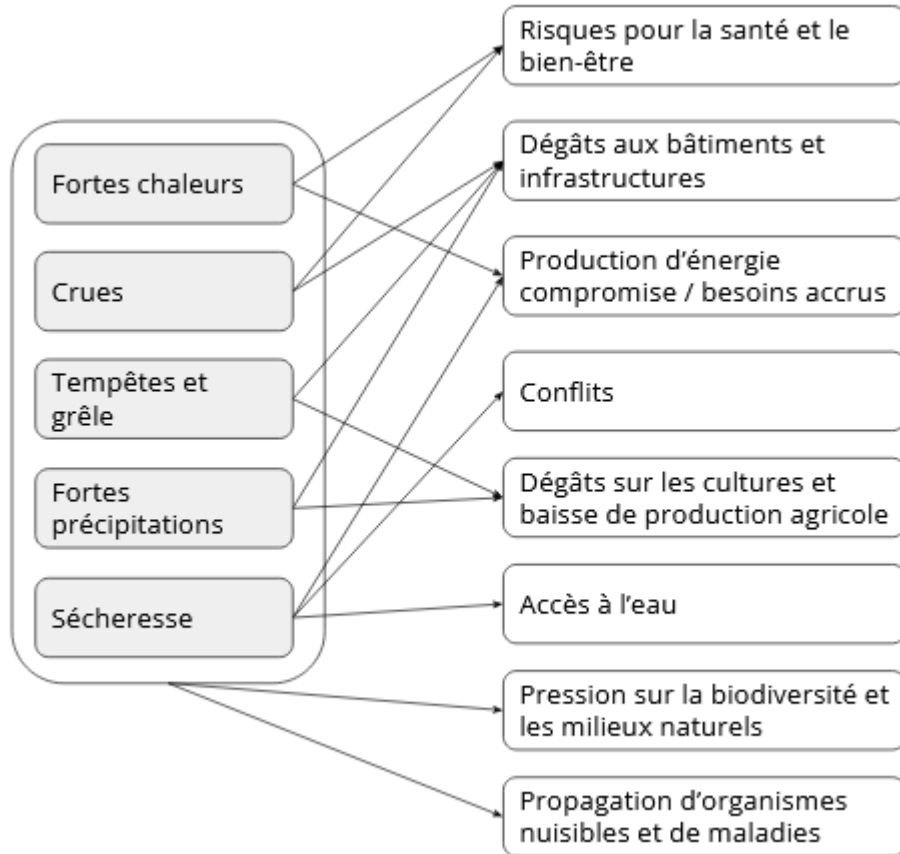 Fortes chaleurs
Crues
Tempêtes et
grêle
Fortes
précipitations
Sécheresse
Risques pour la santé et le
bien-être
Dégâts aux bâtiments et
infrastructures
Production d’énergie
compromise / besoins accrus
Conflits
Dégâts sur les cultures et
baisse de production agricole
Accès à l’eau
Pression sur la biodiversité et
les milieux naturels
Propagation d’organismes
nuisibles et de maladies